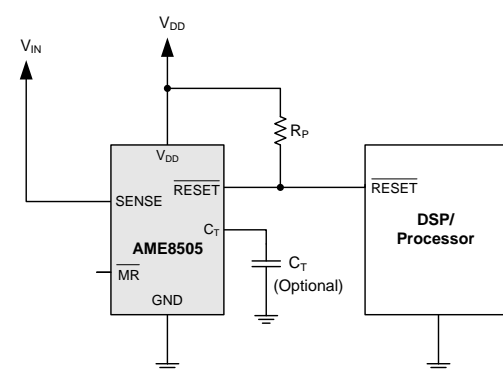 V_DD
V_IN
R_P
V_DD
RESET
RESET
SENSE
C_T
DSP/
Processor
AME8505
C_T
(Optional)
MR
GND